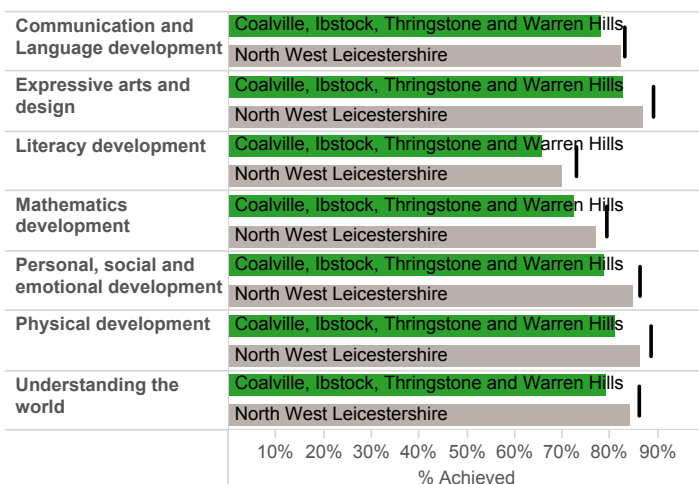 Communication and
Language development
Coalville, Ibstock, Thringstone and Warren Hills
North West Leicestershire
Expressive arts and
design
Coalville, Ibstock, Thringstone and Warren Hills
North West Leicestershire
Literacy development
Coalville, Ibstock, Thringstone and Warren Hills
North West Leicestershire
Mathematics
development
Coalville, Ibstock, Thringstone and Warren Hills
North West Leicestershire
Personal, social and
emotional development
Coalville, Ibstock, Thringstone and Warren Hills
North West Leicestershire
Physical development
Coalville, Ibstock, Thringstone and Warren Hills
North West Leicestershire
Understanding the
world
Coalville, Ibstock, Thringstone and Warren Hills
North West Leicestershire
10% 20% 30% 40% 50% 60% 70% 80% 90%
% Achieved